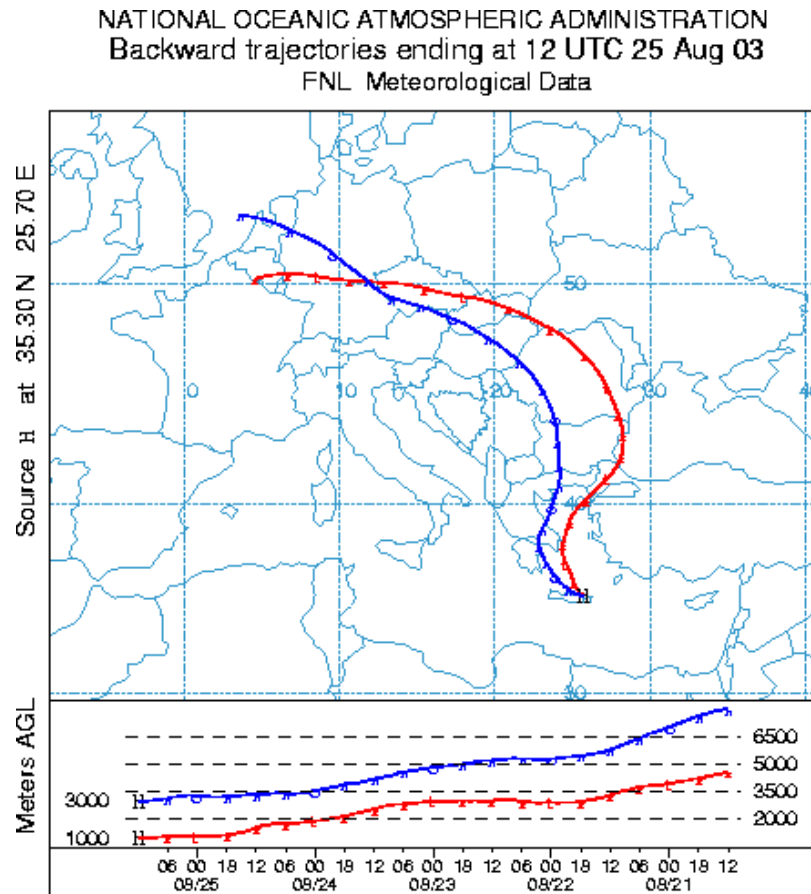 NATIONAL OCEANIC ATMOSPHERIC ADMINISTRATION
Backward trajectories ending at 12 UTC 25 Aug 03
FNL Meteorological Data
Source H at 35.30 N 25.70 E
50
0 10 20 30
40
H
30
Meters AGL
6500
5000
3500
2000
3000 H
1000 H
06 00 18 12 06 00 18 12 06 00 18 12 06 00 18 12 06 00 18 12
08/25 08/24 08/23 08/22 08/21